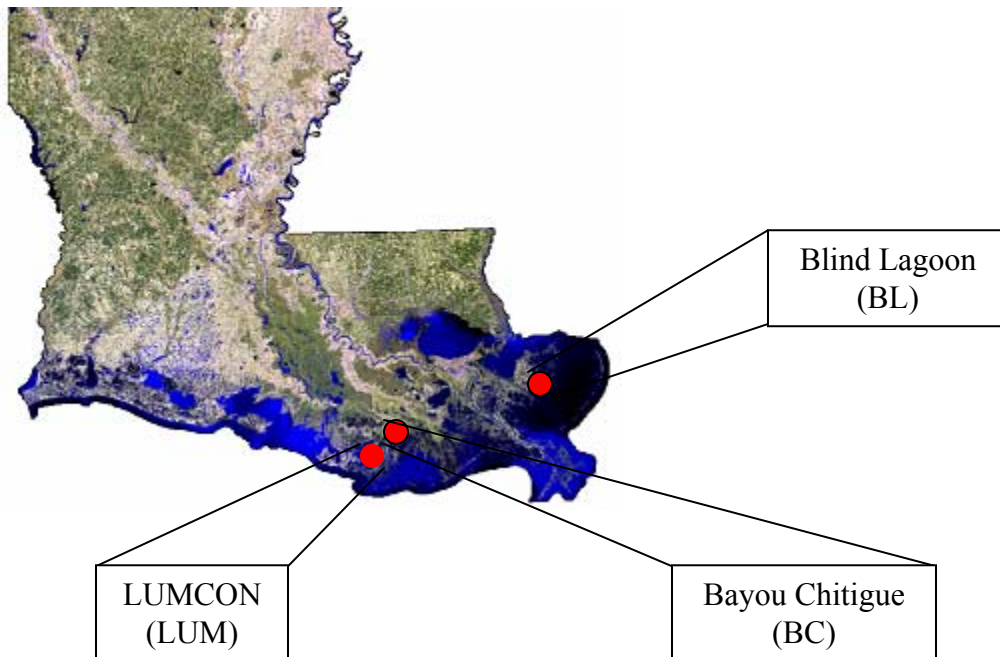 Blind Lagoon
(BL)
LUMCON
(LUM)
Bayou Chitigue
(BC)